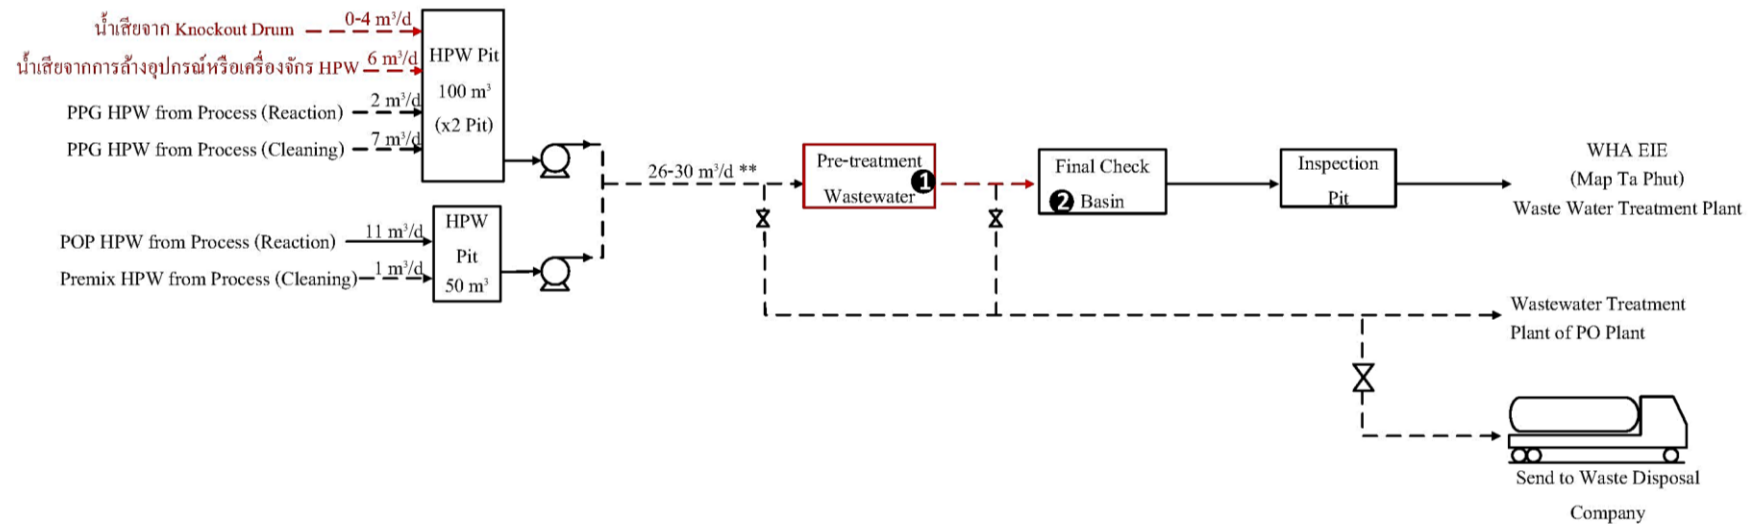 น้ำเสียจาก Knockout Drum
0-4 m³/d
น้ำเสียจากการล้างอุปกรณ์หรือเครื่องจักร HPW
6 m³/d
PPG HPW from Process (Reaction)
2 m³/d
PPG HPW from Process (Cleaning)
7 m³/d
HPW Pit
100 m³
(x2 Pit)
POP HPW from Process (Reaction)
11 m³/d
Premix HPW from Process (Cleaning)
1 m³/d
HPW
Pit
50 m³
26-30 m³/d **
Pre-treatment
Wastewater
1
Final Check
2 Basin
Inspection
Pit
WHA EIE
(Map Ta Phut)
Waste Water Treatment Plant
Wastewater Treatment
Plant of PO Plant
Send to Waste Disposal
Company